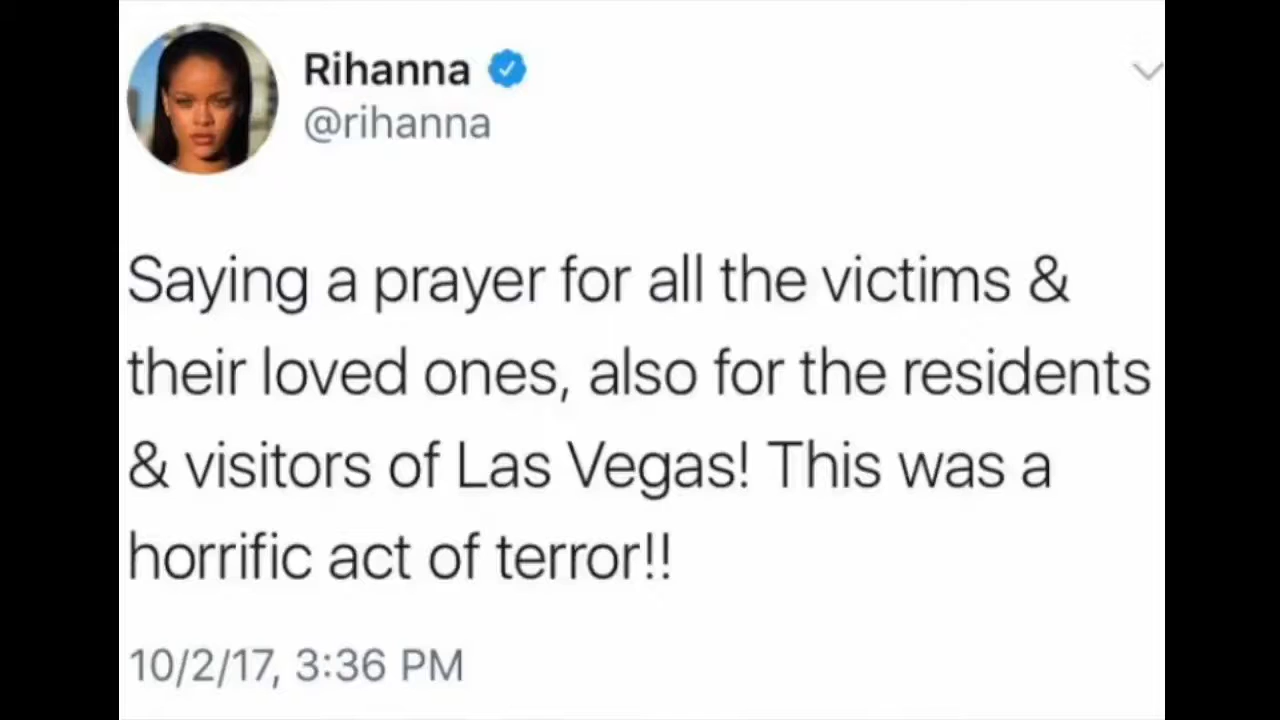 Rihanna
@rihanna
Saying a prayer for all the victims &
their loved ones, also for the residents
& visitors of Las Vegas! This was a
horrific act of terror!!
10/2/17, 3:36 PM